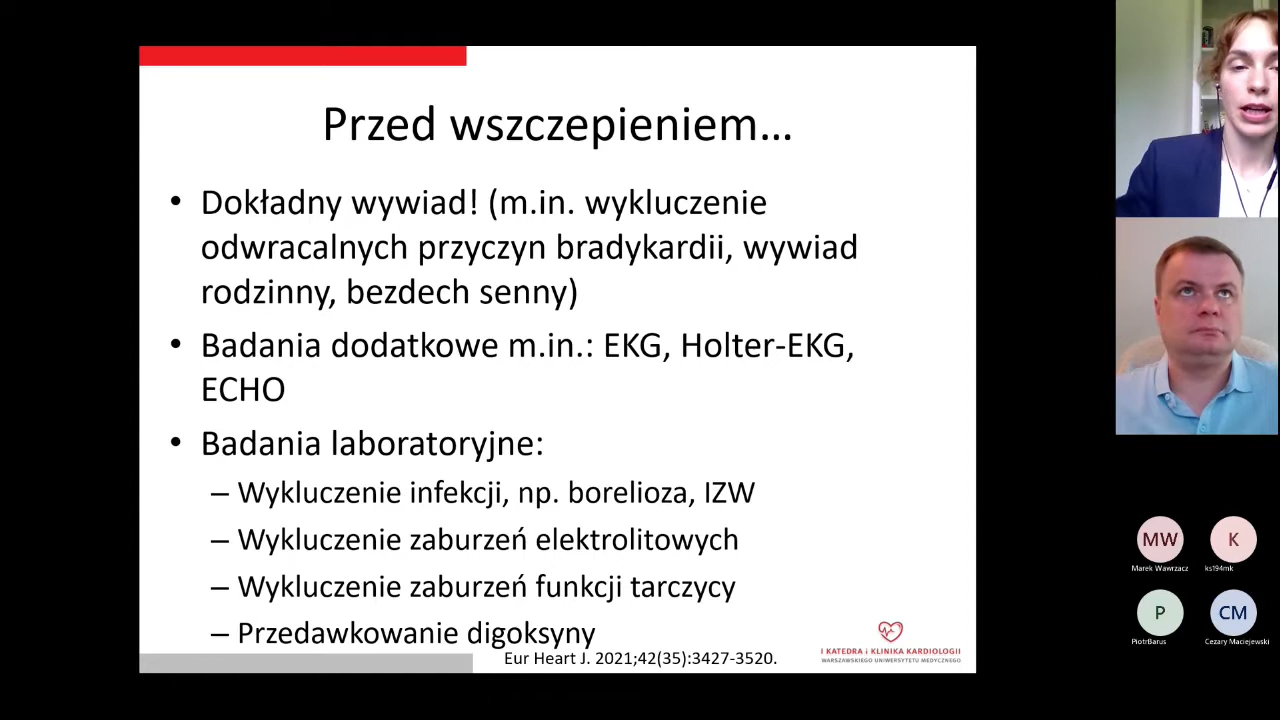 Przed wszczepieniem…
• Dokładny wywiad! (m.in. wykluczenie
odwracalnych przyczyn bradykardii, wywiad
rodzinny, bezdech senny)
• Badania dodatkowe m.in.: EKG, Holter-EKG,
ECHO
• Badania laboratoryjne:
– Wykluczenie infekcji, np. borelioza, IZW
– Wykluczenie zaburzeń elektrolitowych
– Wykluczenie zaburzeń funkcji tarczycy
– Przedawkowanie digoksyny
Eur Heart J. 2021;42(35):3427-3520.
I KATEDRA i KLINIKA KARDIOLOGII
WARSZAWSKIEGO UNIWERSYTETU MEDYCZNEGO
MW
Marek Wawrzacz
K
ks194mk
P
PiotrBarus
CM
Cezary Maciejewski